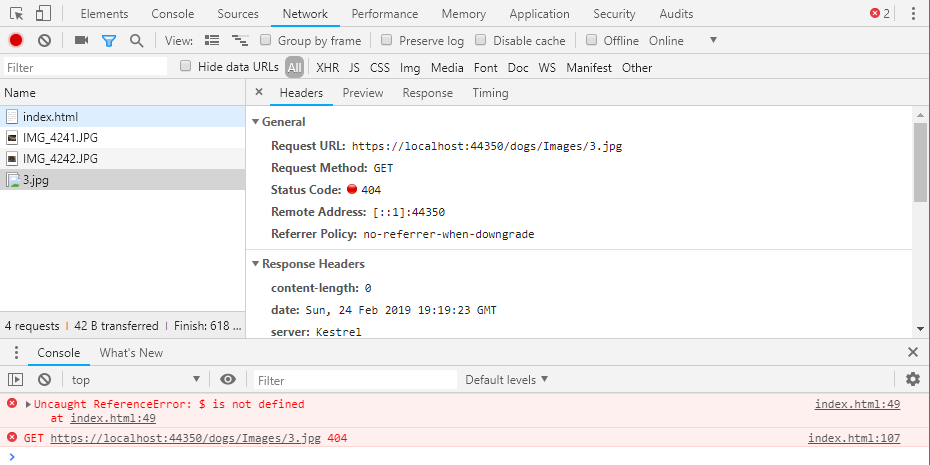 Elements Console Sources Network Performance Memory Application Security Audits 2
View: Group by frame Preserve log Disable cache Offline Online
Filter Hide data URLs All XHR JS CSS Img Media Font Doc WS Manifest Other
Name
index.html
IMG_4241.JPG
IMG_4242.JPG
3.jpg
4 requests 42 B transferred Finish: 618 ...
Headers Preview Response Timing
General
Request URL: https://localhost:44350/dogs/Images/3.jpg
Request Method: GET
Status Code: 404
Remote Address: [::1]:44350
Referrer Policy: no-referrer-when-downgrade
Response Headers
content-length: 0
date: Sun, 24 Feb 2019 19:19:23 GMT
server: Kestrel
Console What's New
top Filter Default levels
Uncaught ReferenceError: $ is not defined index.html:49
at index.html:49
GET https://localhost:44350/dogs/Images/3.jpg 404 index.html:107